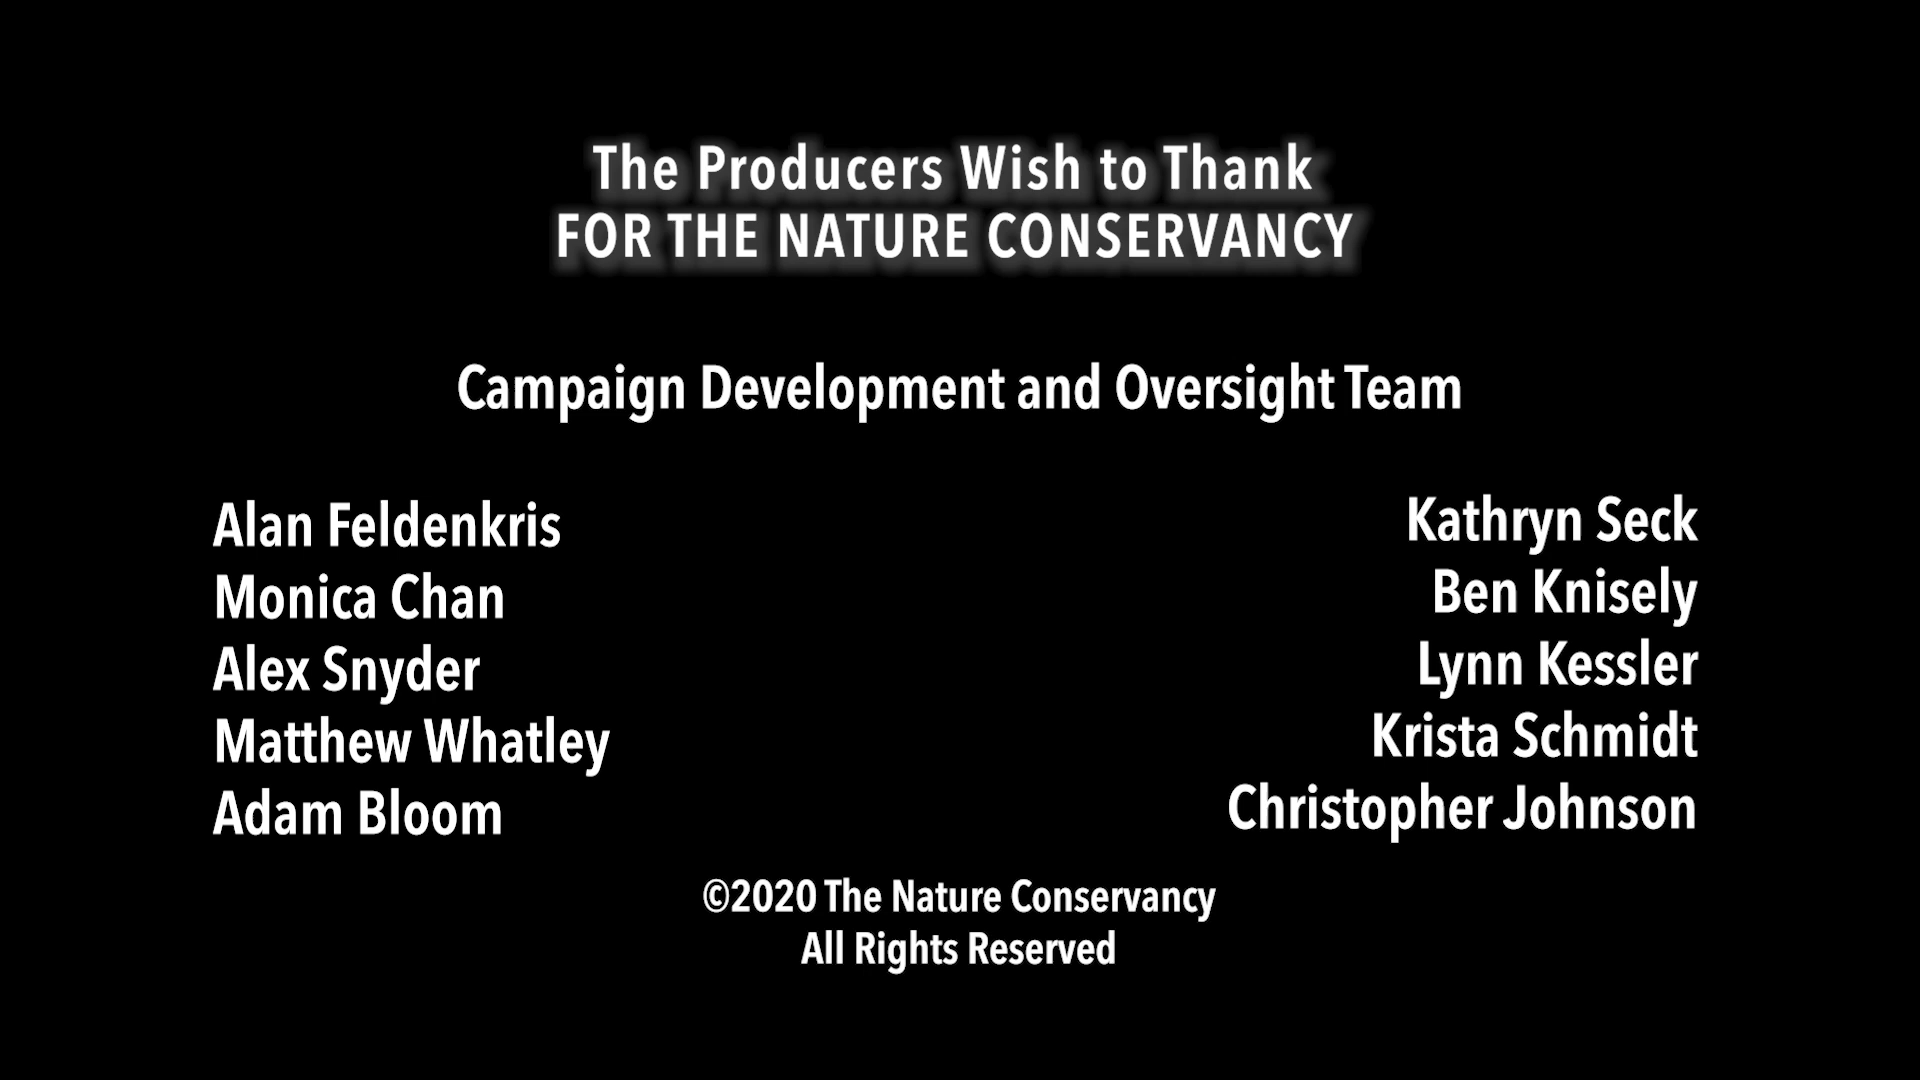 The Producers Wish to Thank
FOR THE NATURE CONSERVANCY
Campaign Development and Oversight Team
Alan Feldenkris
Monica Chan
Alex Snyder
Matthew Whatley
Adam Bloom
Kathryn Seck
Ben Knisely
Lynn Kessler
Krista Schmidt
Christopher Johnson
©2020 The Nature Conservancy
All Rights Reserved